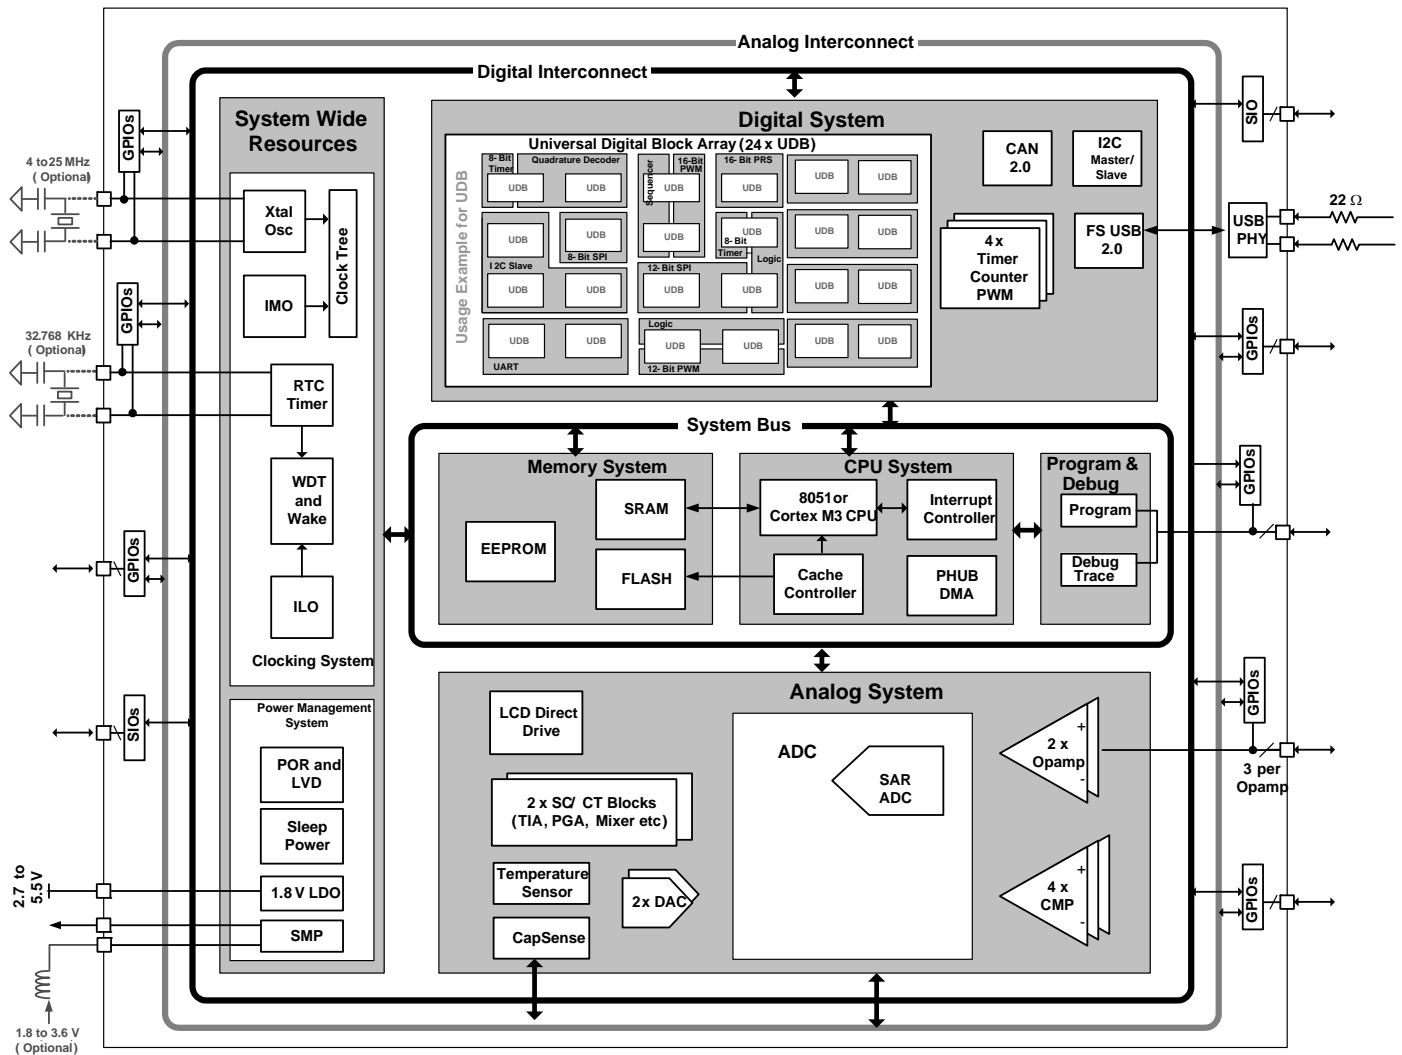 Analog Interconnect
Digital Interconnect
System Wide
Resources
Xtal
Osc
Clock Tree
IMO
RTC
Timer
WDT
and
Wake
ILO
Clocking System
Power Management
System
POR and
LVD
Sleep
Power
1.8 V LDO
SMP
GPIOs
4 to 25 MHz
( Optional)
GPIOs
32.768 KHz
( Optional)
GPIOs
SIOs
2.7 to
5.5 V
1.8 to 3.6 V
( Optional)
Digital System
Universal Digital Block Array (24 x UDB)
Usage Example for UDB
8- Bit
Timer
Quadrature Decoder
Sequencer
16-Bit
PWM
16- Bit PRS
UDB
UDB
UDB
UDB
UDB
UDB
UDB
UDB
UDB
UDB
UDB
8- Bit
Timer
UDB
UDB
I 2C Slave
8- Bit SPI
12- Bit SPI
Logic
UDB
UDB
UDB
UDB
UDB
UDB
UDB
UDB
Logic
UDB
UDB
UDB
UDB
UART
12- Bit PWM
CAN
2.0
I2C
Master/
Slave
4 x
Timer
Counter
PWM
FS USB
2.0
System Bus
Memory System
EEPROM
SRAM
FLASH
CPU System
8051 or
Cortex M3 CPU
Interrupt
Controller
Cache
Controller
PHUB
DMA
Program &
Debug
Program
Debug
Trace
Analog System
LCD Direct
Drive
2 x SC/ CT Blocks
(TIA, PGA, Mixer etc)
Temperature
Sensor
CapSense
2 x DAC
ADC
SAR
ADC
2 x
Opamp
+
-
4 x
CMP
+
-
SIO
USB
PHY
22 Ω
GPIOs
GPIOs
GPIOs
3 per
Opamp
GPIOs